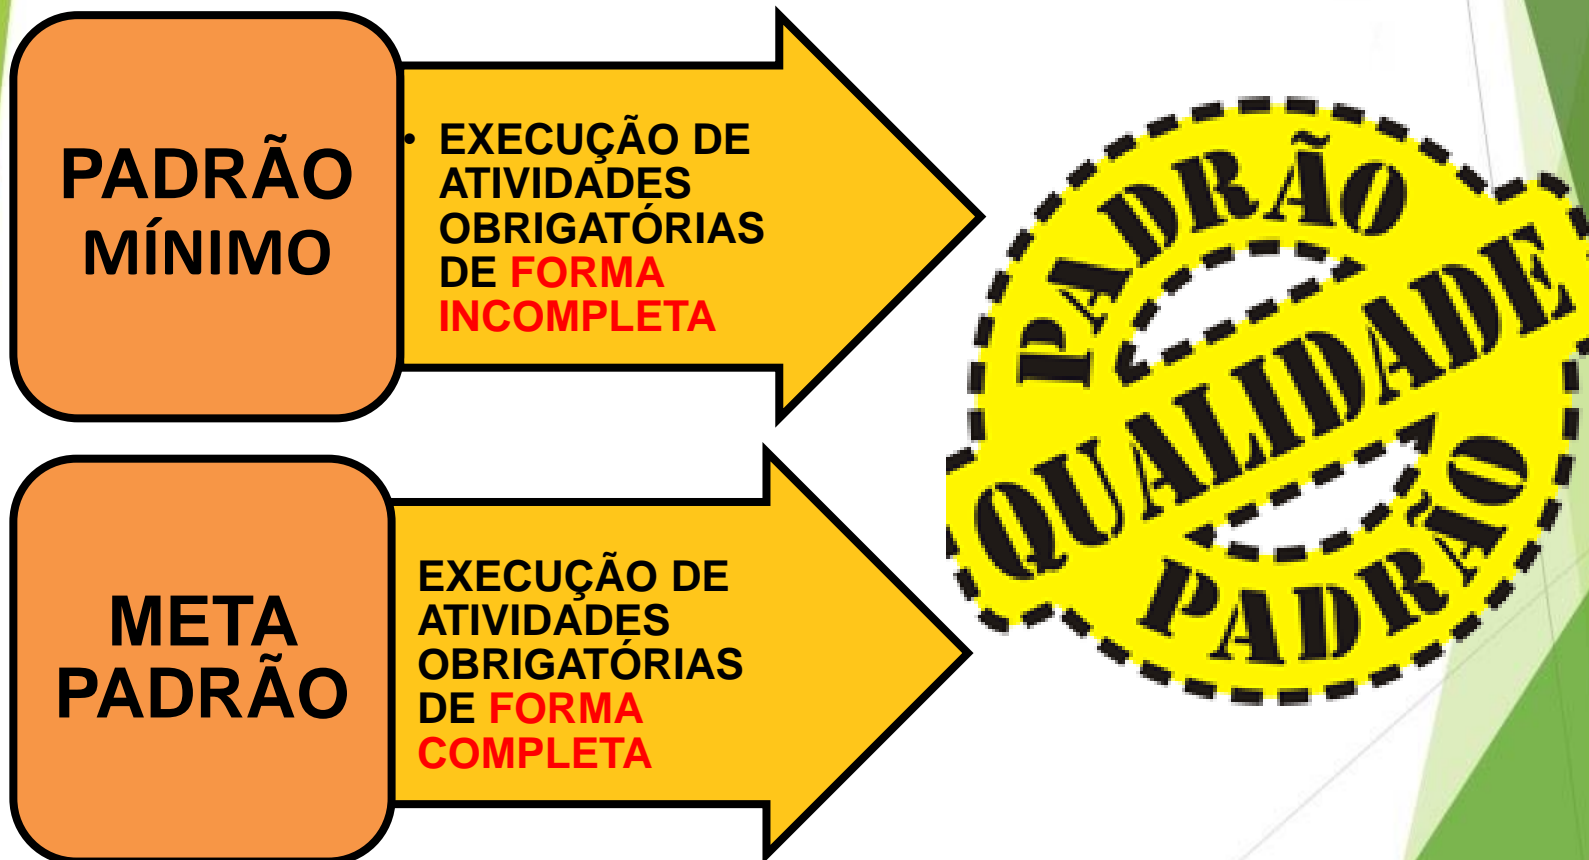 PADRÃO
MÍNIMO
• EXECUÇÃO DE
ATIVIDADES
OBRIGATÓRIAS
DE FORMA
INCOMPLETA
META
PADRÃO
EXECUÇÃO DE
ATIVIDADES
OBRIGATÓRIAS
DE FORMA
COMPLETA
PADRÃO
QUALIDADE
PADRÃO